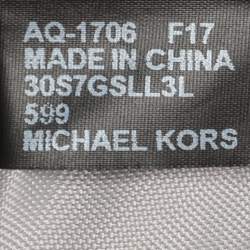 AQ-1706 F17
MADE IN CHINA
30S7GSLL3L
599
MICHAEL KORS